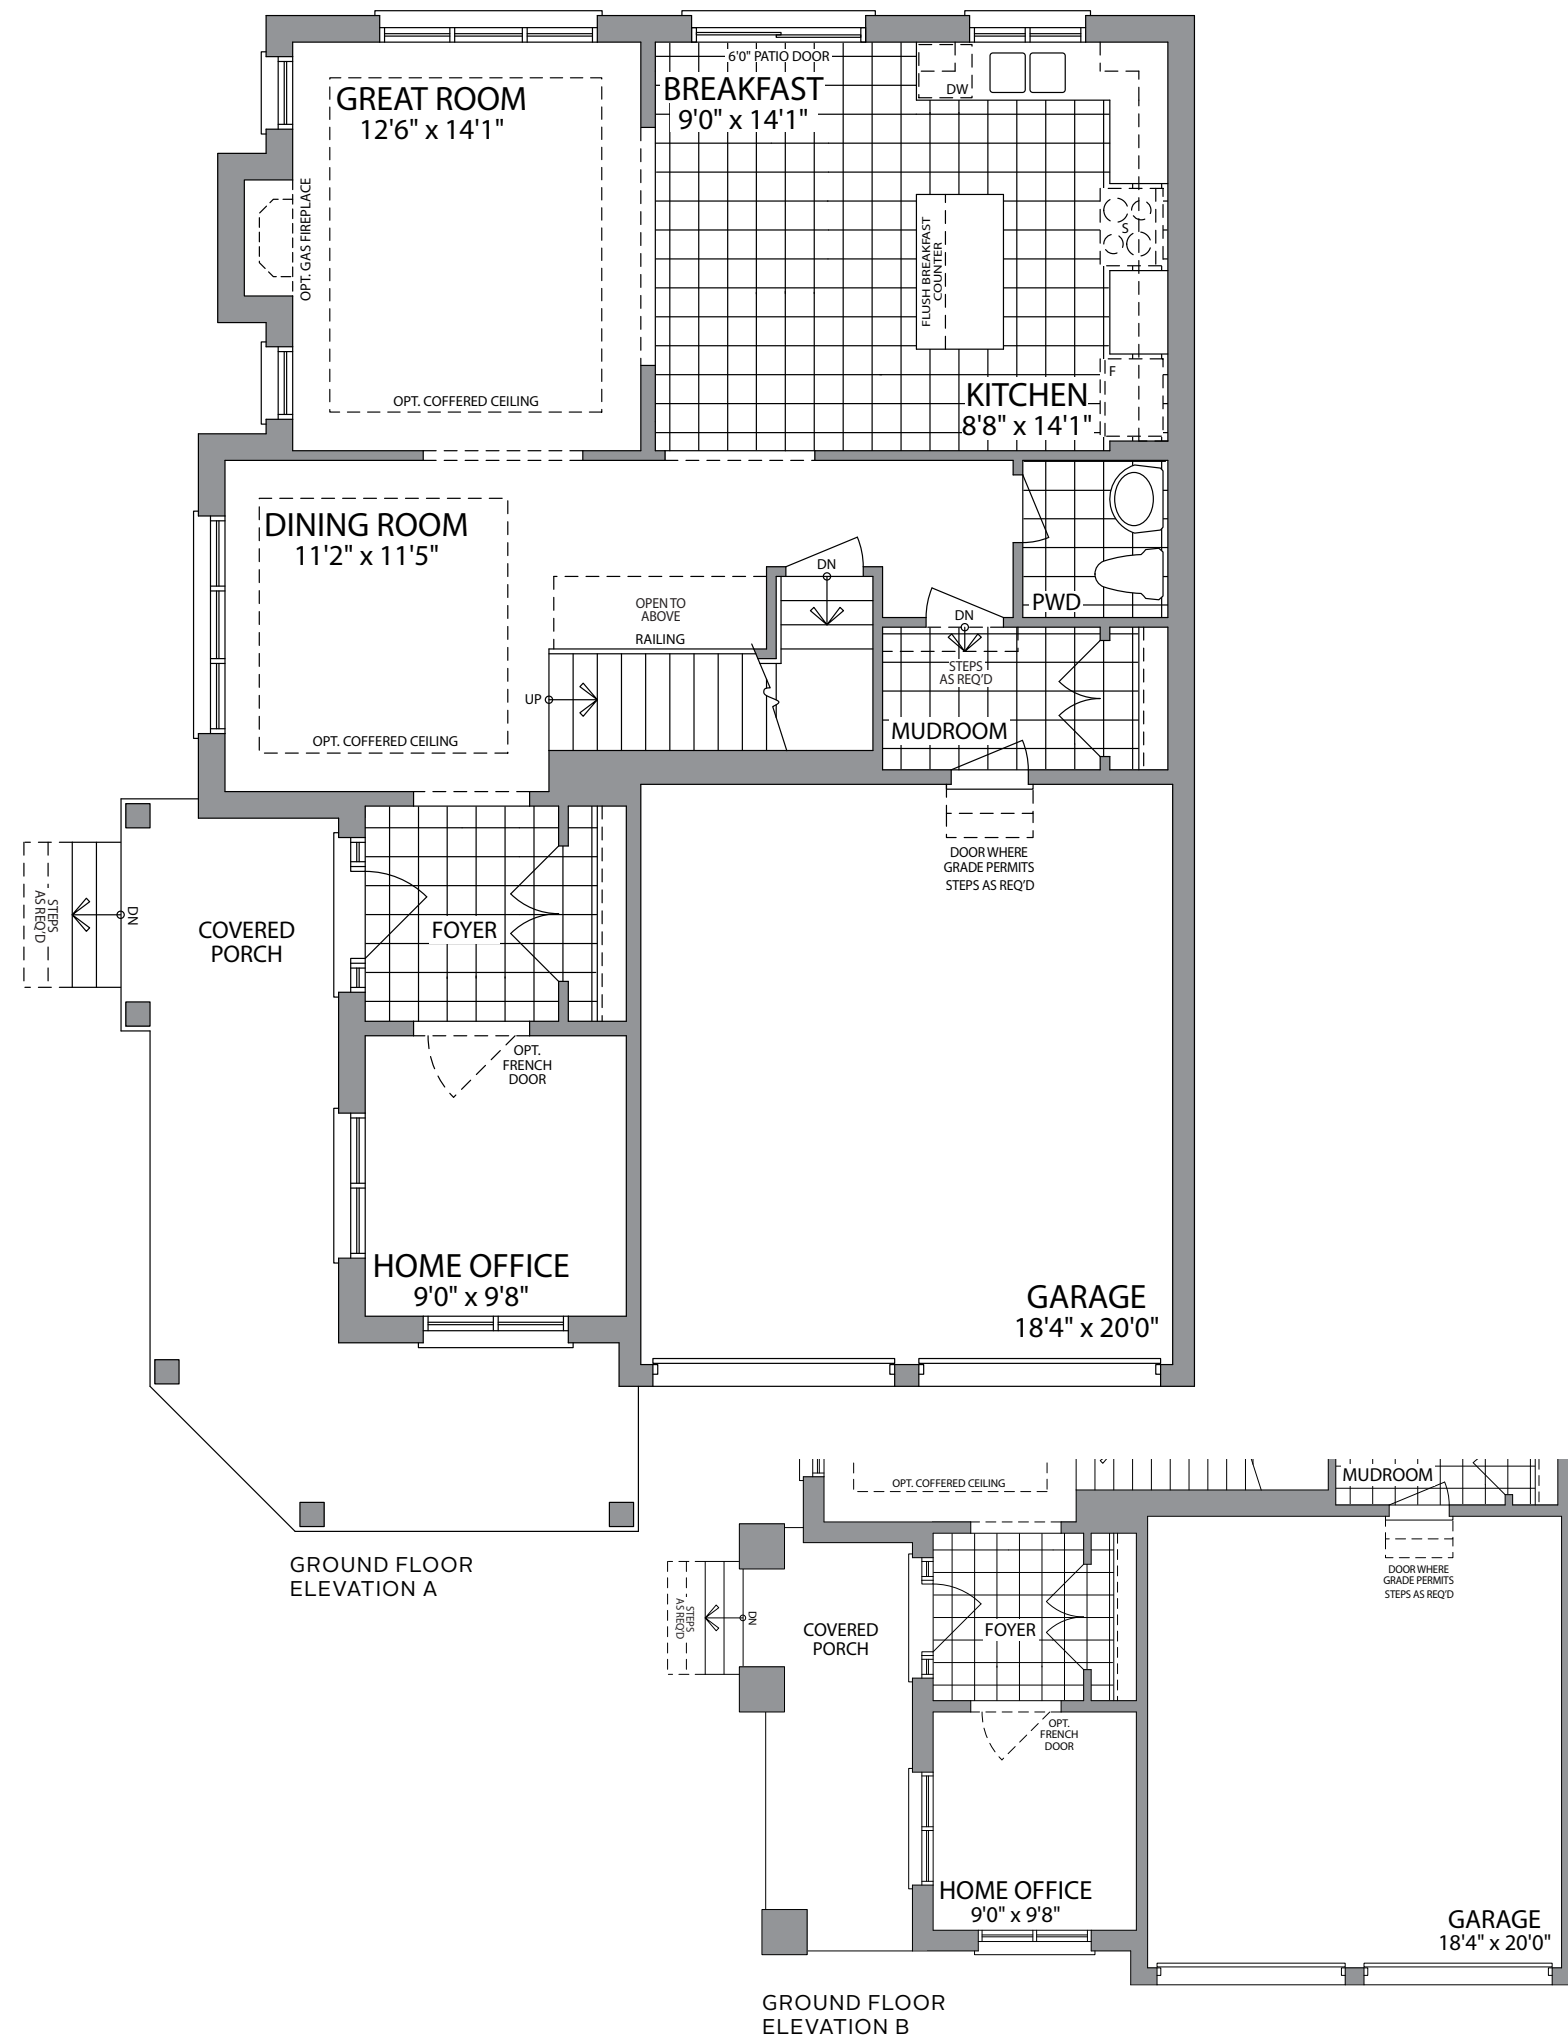 6'0" PATIO DOOR
GREAT ROOM
12'6" x 14'1"
BREAKFAST
9'0" x 14'1"
DW
OPT. GAS FIREPLACE
FLUSH BREAKFAST
COUNTER
S
F
OPT. COFFERED CEILING
KITCHEN
8'8" x 14'1"
DINING ROOM
11'2" x 11'5"
DN
OPEN TO
ABOVE
RAILING
PWD
DN
STEPS
AS REQ'D
UP
MUDROOM
OPT. COFFERED CEILING
DOOR WHERE
GRADE PERMITS
STEPS AS REQ'D
STEPS
AS REQ'D
DN
COVERED
PORCH
FOYER
OPT.
FRENCH
DOOR
HOME OFFICE
9'0" x 9'8"
GARAGE
18'4" x 20'0"
GROUND FLOOR
ELEVATION A
OPT. COFFERED CEILING
MUDROOM
DOOR WHERE
GRADE PERMITS
STEPS AS REQ'D
STEPS
AS REQ'D
DN
COVERED
PORCH
FOYER
OPT.
FRENCH
DOOR
HOME OFFICE
9'0" x 9'8"
GARAGE
18'4" x 20'0"
GROUND FLOOR
ELEVATION B